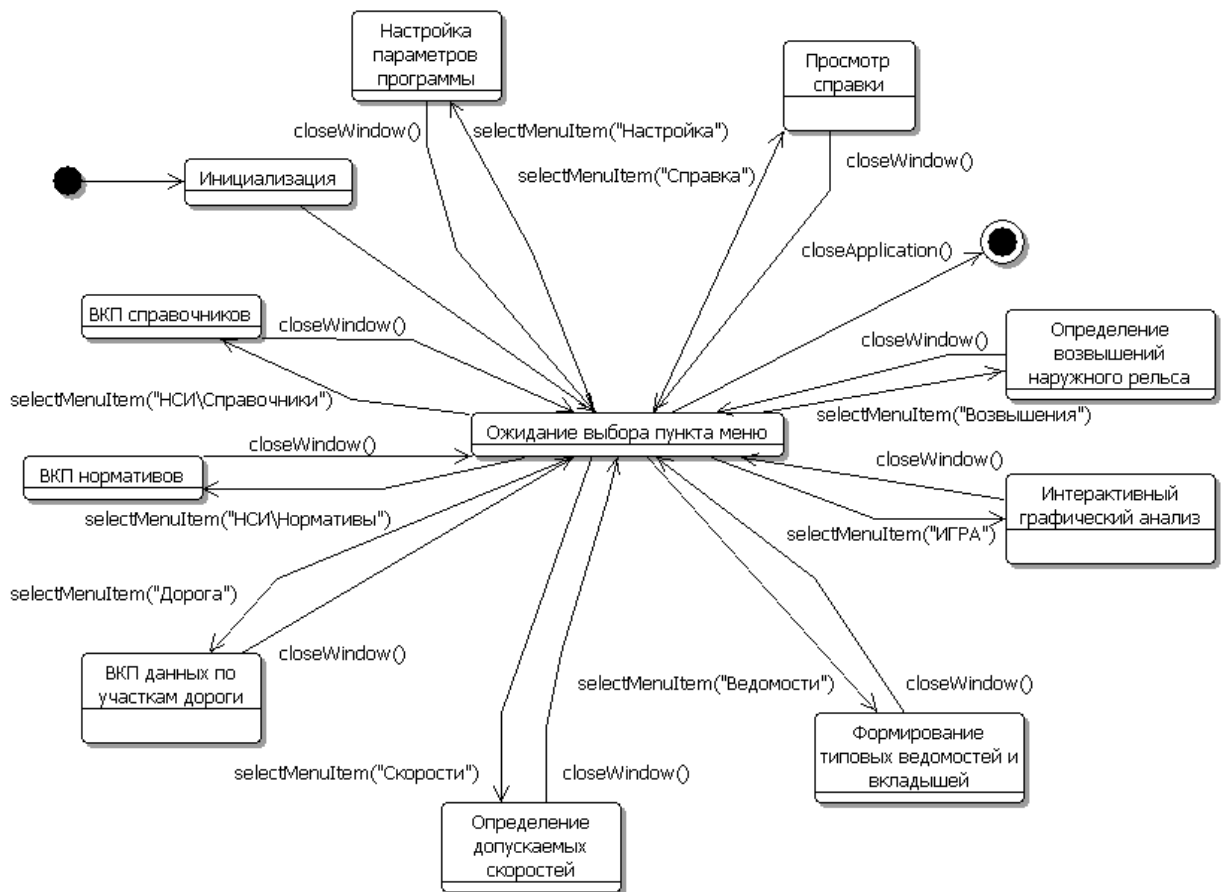 Настройка
параметров
программы
Просмотр
справки
closeWindow()
selectMenuItem("Настройка")
closeWindow()
selectMenuItem("Справка")
Инициализация
closeApplication()
ВКП справочников
closeWindow()
closeWindow()
Определение
возвышений
наружного рельса
selectMenuItem("НСИ\Справочники")
selectMenuItem("Возвышения")
Ожидание выбора пункта меню
closeWindow()
closeWindow()
ВКП нормативов
Интерактивный
графический анализ
selectMenuItem("НСИ\Нормативы")
selectMenuItem("ИГРА")
selectMenuItem("Дорога")
closeWindow()
ВКП данных по
участкам дороги
selectMenuItem("Ведомости")
closeWindow()
Формирование
типовых ведомостей и
вкладышей
selectMenuItem("Скорости")
closeWindow()
Определение
допускаемых
скоростей